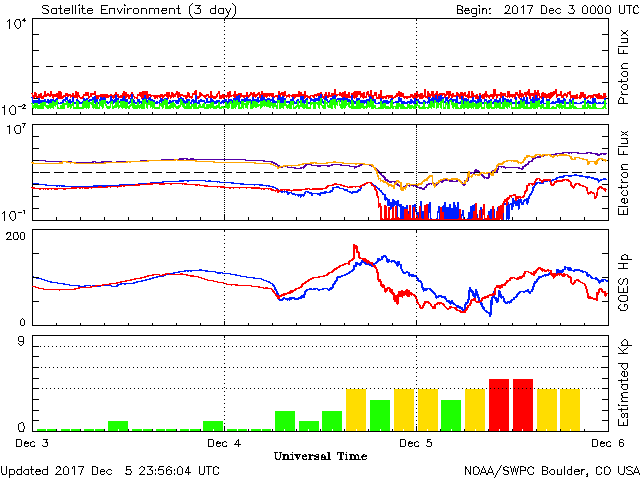 Satellite Environment (3 day) Begin: 2017 Dec 3 0000 UTC
10^4
10^-2
Proton Flux
10^7
10^-1
Electron Flux
200
0
GOES Hp
9
0
Estimated Kp
Dec 3 Dec 4 Dec 5 Dec 6
Universal Time
Updated 2017 Dec 5 23:56:04 UTC NOAA/SWPC Boulder, CO USA